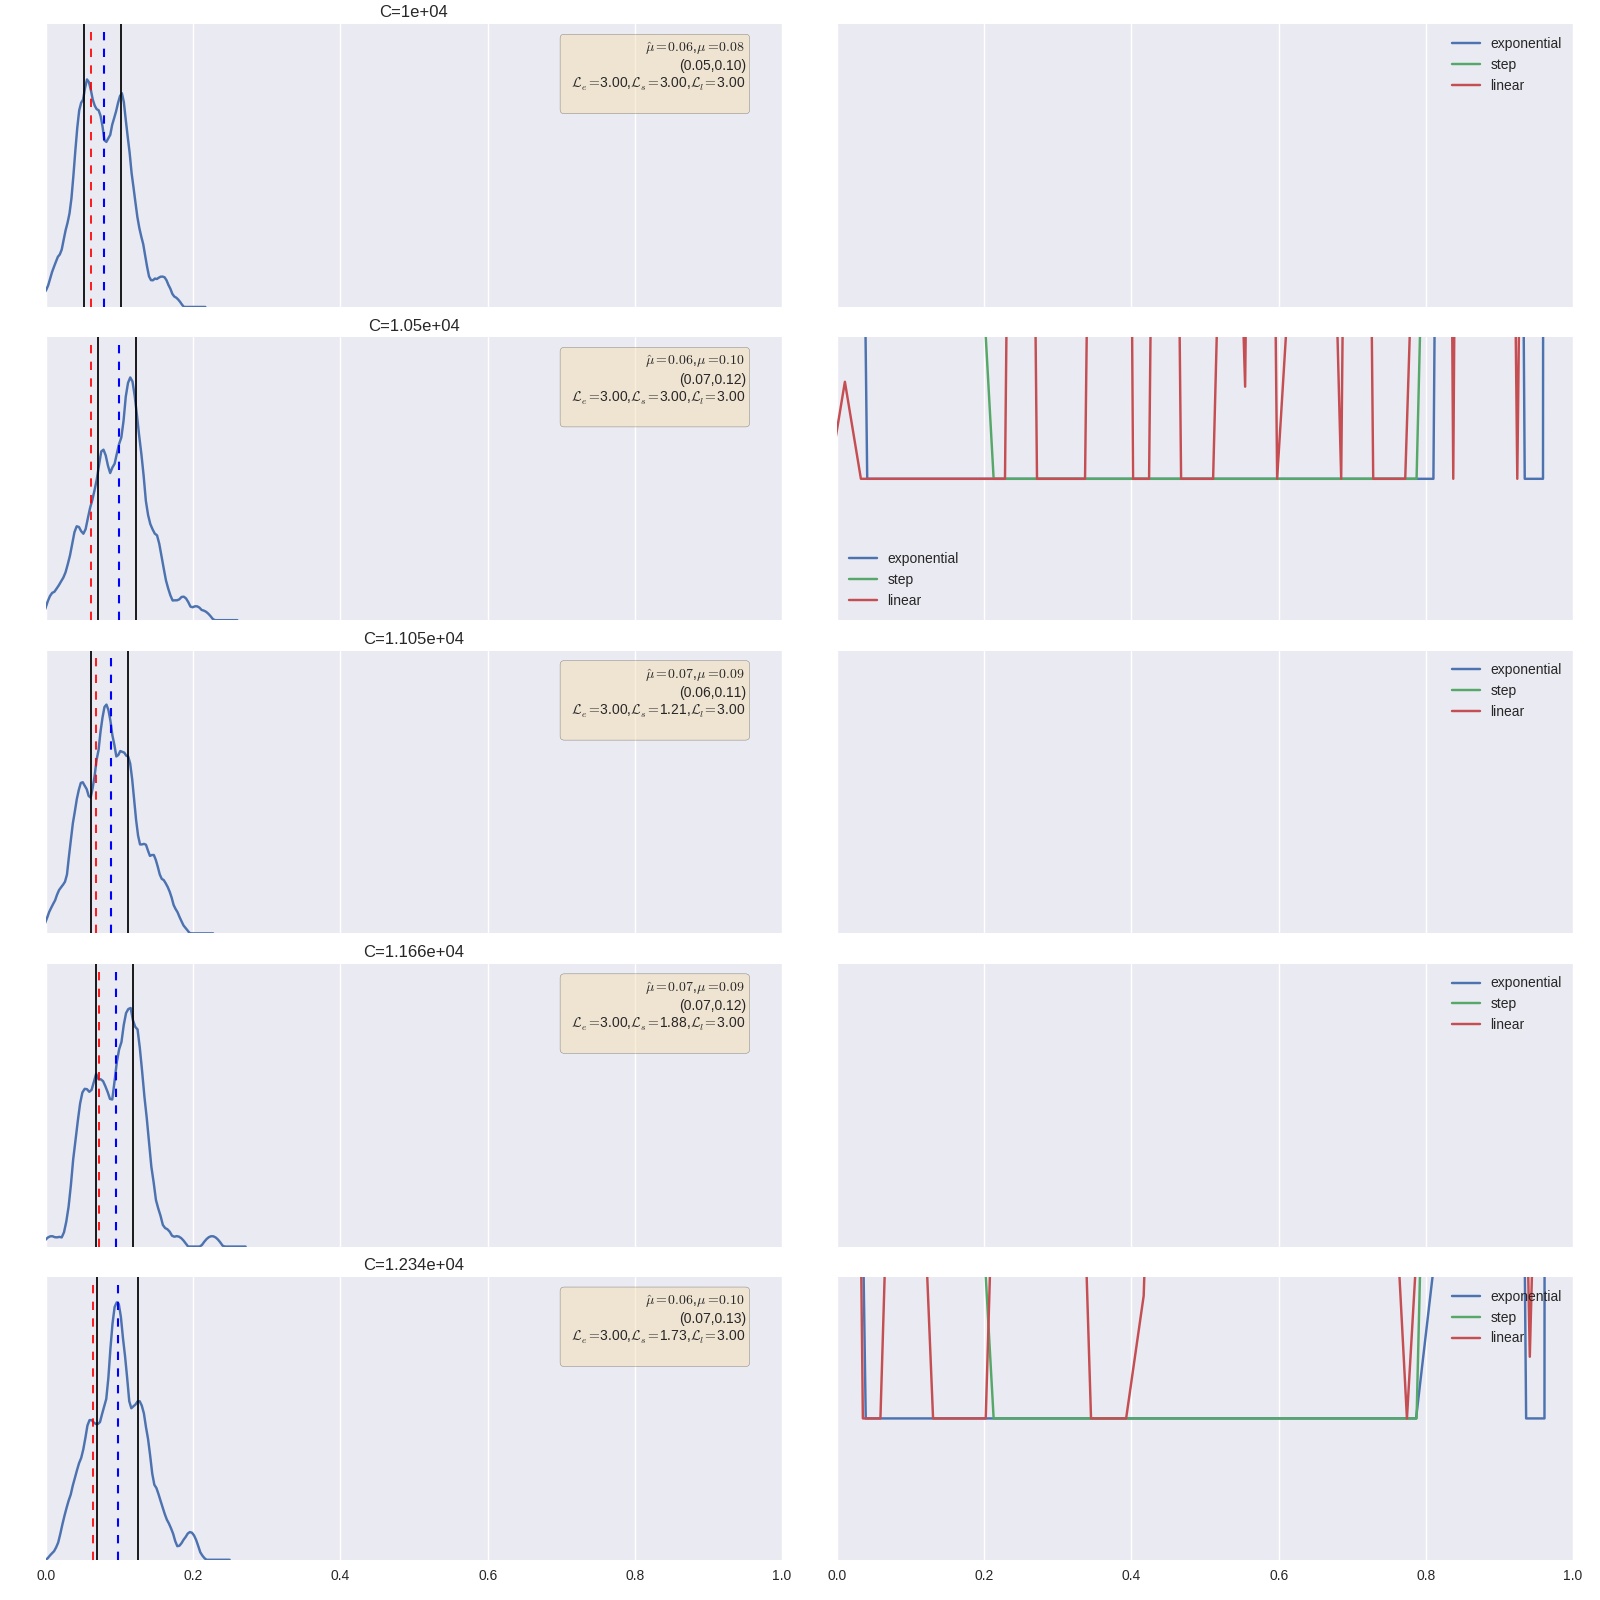 C=1e+04
μ̂=0.06,μ=0.08
(0.05,0.10)
ℒₑ=3.00,ℒₛ=3.00,ℒₗ=3.00
exponential
step
linear
C=1.05e+04
μ̂=0.06,μ=0.10
(0.07,0.12)
ℒₑ=3.00,ℒₛ=3.00,ℒₗ=3.00
exponential
step
linear
C=1.105e+04
μ̂=0.07,μ=0.09
(0.06,0.11)
ℒₑ=3.00,ℒₛ=1.21,ℒₗ=3.00
exponential
step
linear
C=1.166e+04
μ̂=0.07,μ=0.09
(0.07,0.12)
ℒₑ=3.00,ℒₛ=1.88,ℒₗ=3.00
exponential
step
linear
C=1.234e+04
μ̂=0.06,μ=0.10
(0.07,0.13)
ℒₑ=3.00,ℒₛ=1.73,ℒₗ=3.00
exponential
step
linear
0.0 0.2 0.4 0.6 0.8 1.0
0.0 0.2 0.4 0.6 0.8 1.0